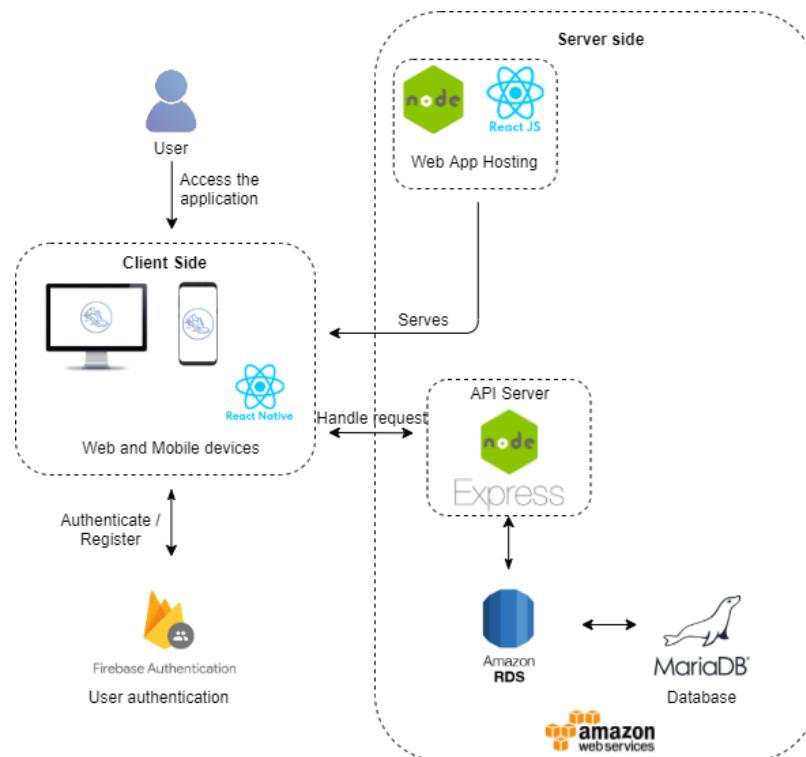 Server side
node
React JS
Web App Hosting
User
Access the
application
Client Side
Serves
React Native
Web and Mobile devices
Handle request
API Server
node
Express
Authenticate /
Register
Firebase Authentication
User authentication
Amazon
RDS
MariaDB®
Database
amazon
webservices